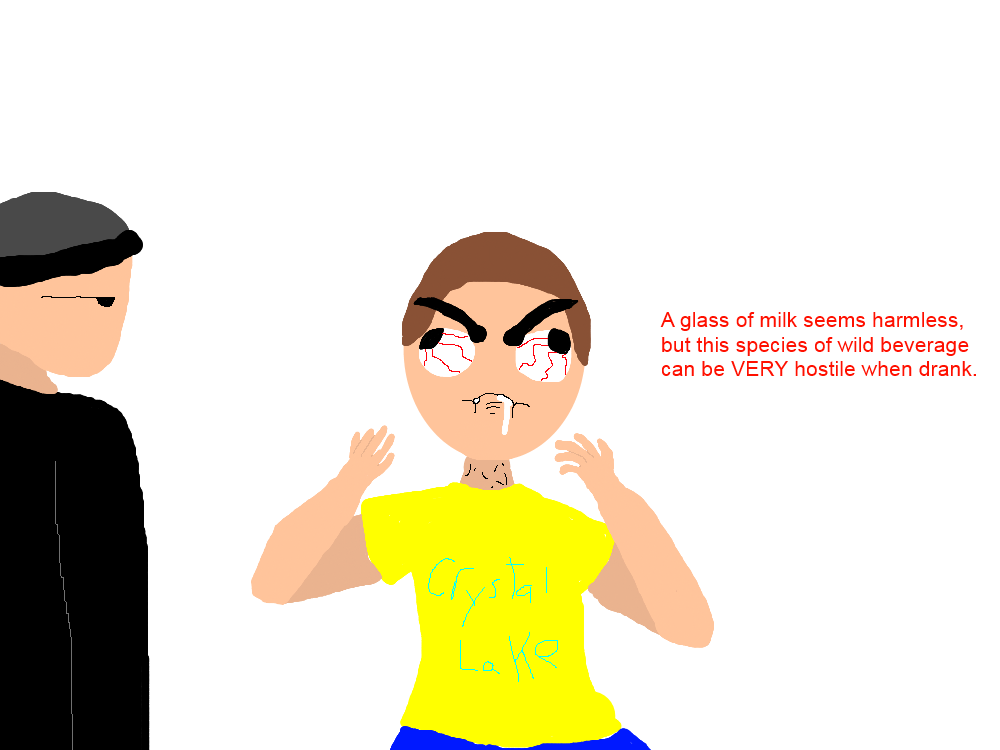 A glass of milk seems harmless,
but this species of wild beverage
can be VERY hostile when drank.
Crystal
Lake